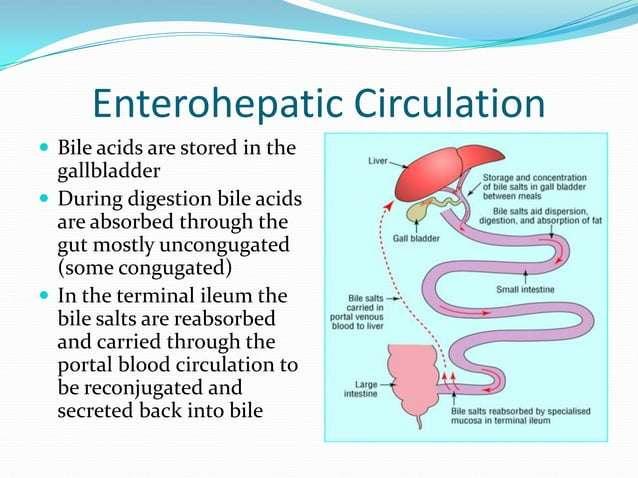 Enterohepatic Circulation
• Bile acids are stored in the
gallbladder
• During digestion bile acids
are absorbed through the
gut mostly uncongugated
(some congugated)
• In the terminal ileum the
bile salts are reabsorbed
and carried through the
portal blood circulation to
be reconjugated and
secreted back into bile
Liver
Storage and concentration
of bile salts in gall bladder
between meals
Bile salts aid dispersion,
digestion, and absorption of fat
Gall bladder
Small intestine
Bile salts
carried in
portal venous
blood to liver
Large
intestine
Bile salts reabsorbed by specialised
mucosa in terminal ileum